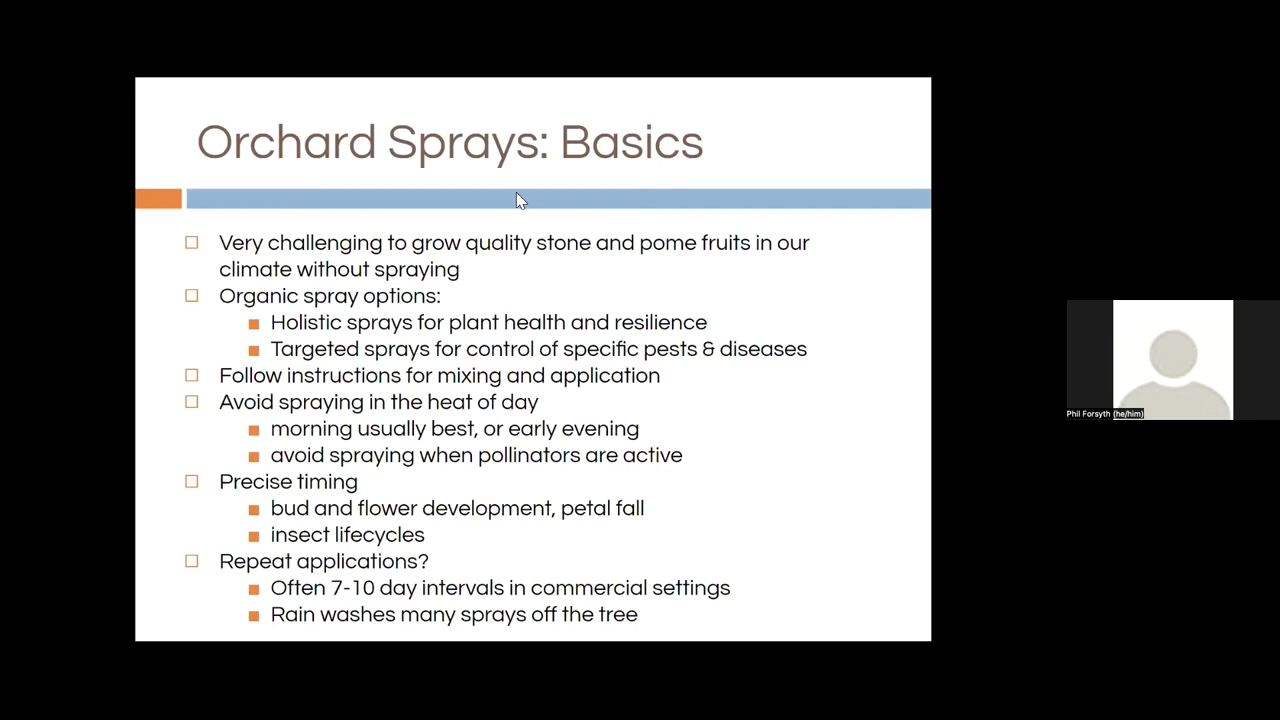 Orchard Sprays: Basics
Very challenging to grow quality stone and pome fruits in our
climate without spraying
Organic spray options:
Holistic sprays for plant health and resilience
Targeted sprays for control of specific pests & diseases
Follow instructions for mixing and application
Avoid spraying in the heat of day
morning usually best, or early evening
avoid spraying when pollinators are active
Precise timing
bud and flower development, petal fall
insect lifecycles
Repeat applications?
Often 7-10 day intervals in commercial settings
Rain washes many sprays off the tree
Phil Forsyth (he/him)